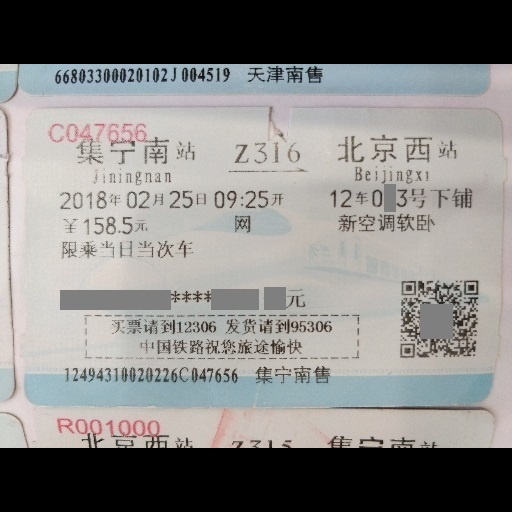 66803300020102J004519 天津南售
C047656
集宁南站 Z316 北京西站
Jiningnan Beijingxi
2018年02月25日09:25开 12车0 3号下铺
¥158.5元 网 新空调软卧
限乘当日当次车
**** 元
买票请到12306 发货请到95306
中国铁路祝您旅途愉快
12494310020226C047656 集宁南售
R001000
北京西站 Z315 集宁南站